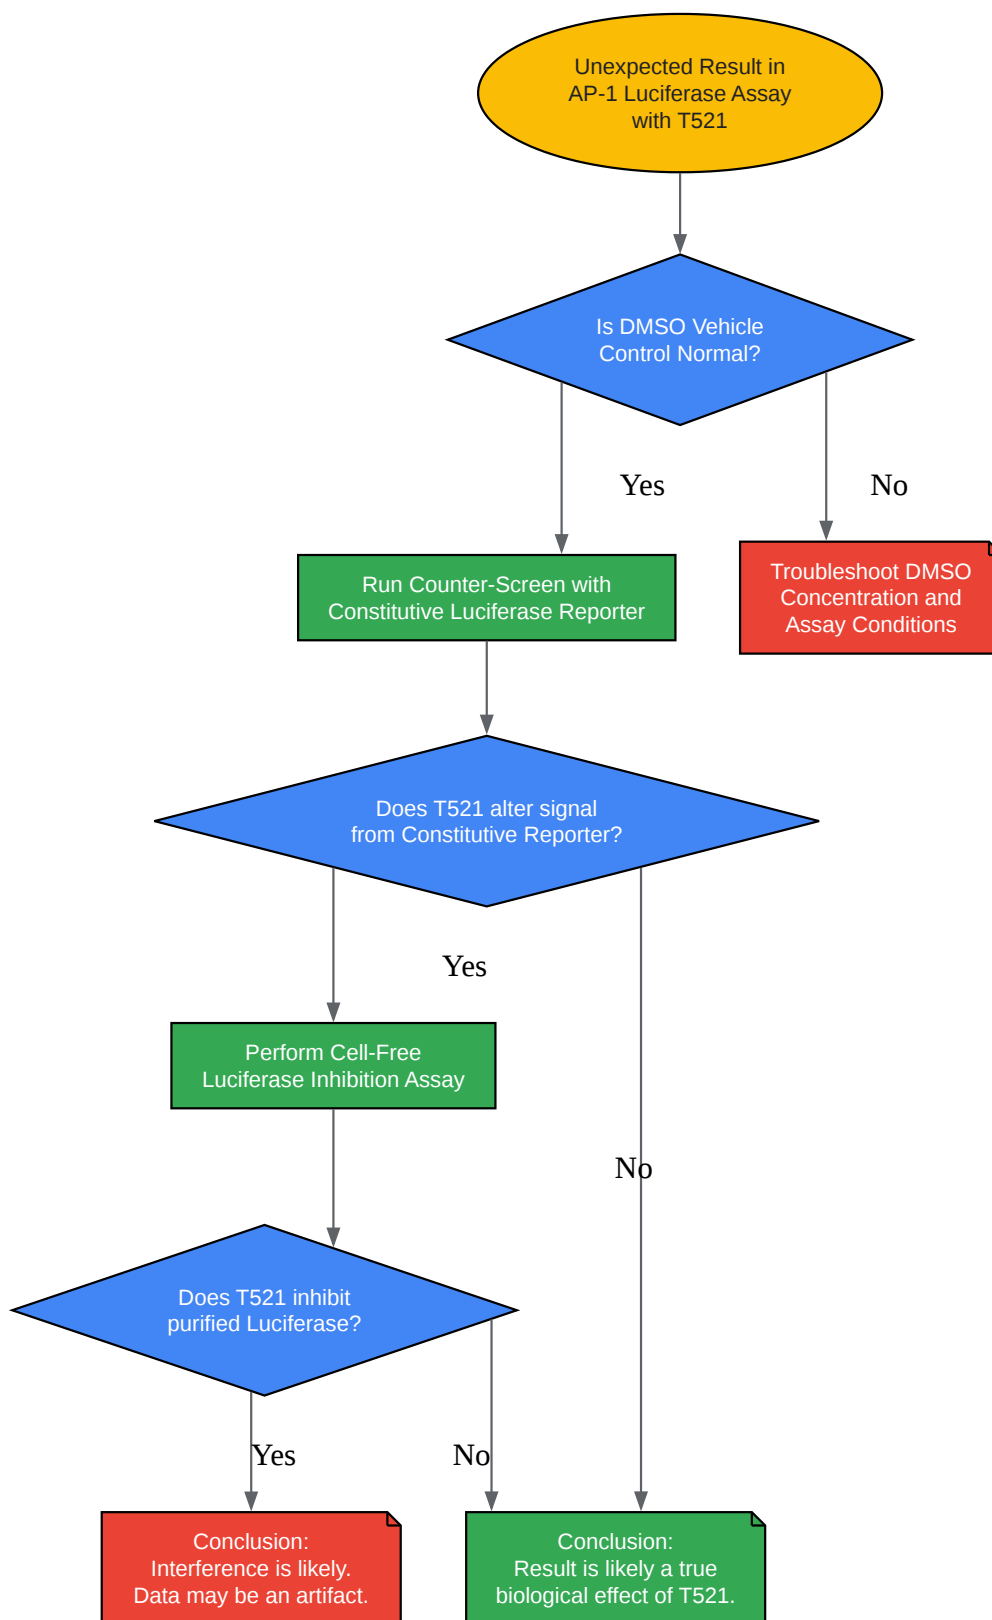 Unexpected Result in
AP-1 Luciferase Assay
with T521
Is DMSO Vehicle
Control Normal?
Yes
No
Run Counter-Screen with
Constitutive Luciferase Reporter
Troubleshoot DMSO
Concentration and
Assay Conditions
Does T521 alter signal
from Constitutive Reporter?
Yes
Perform Cell-Free
Luciferase Inhibition Assay
No
Does T521 inhibit
purified Luciferase?
Yes
No
Conclusion:
Interference is likely.
Data may be an artifact.
Conclusion:
Result is likely a true
biological effect of T521.